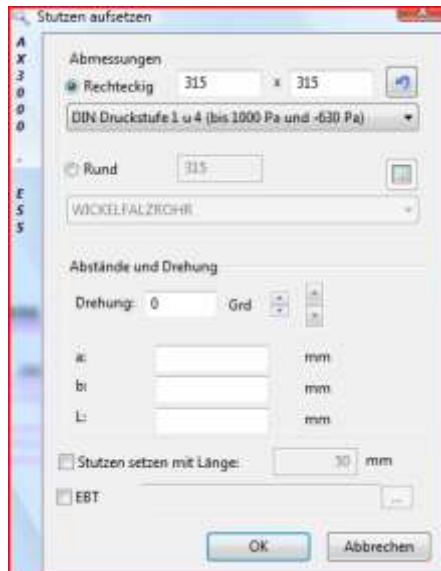 Stutzen aufsetzen
AX3000 - ESS
Abmessungen
Rechteckig 315 x 315
DIN Druckstufe 1 u 4 (bis 1000 Pa und -630 Pa)
Rund 315
WICKELFALZROHR
Abstände und Drehung
Drehung: 0 Grd
a: mm
b: mm
L: mm
Stutzen setzen mit Länge: 50 mm
EBT ...
OK Abbrechen